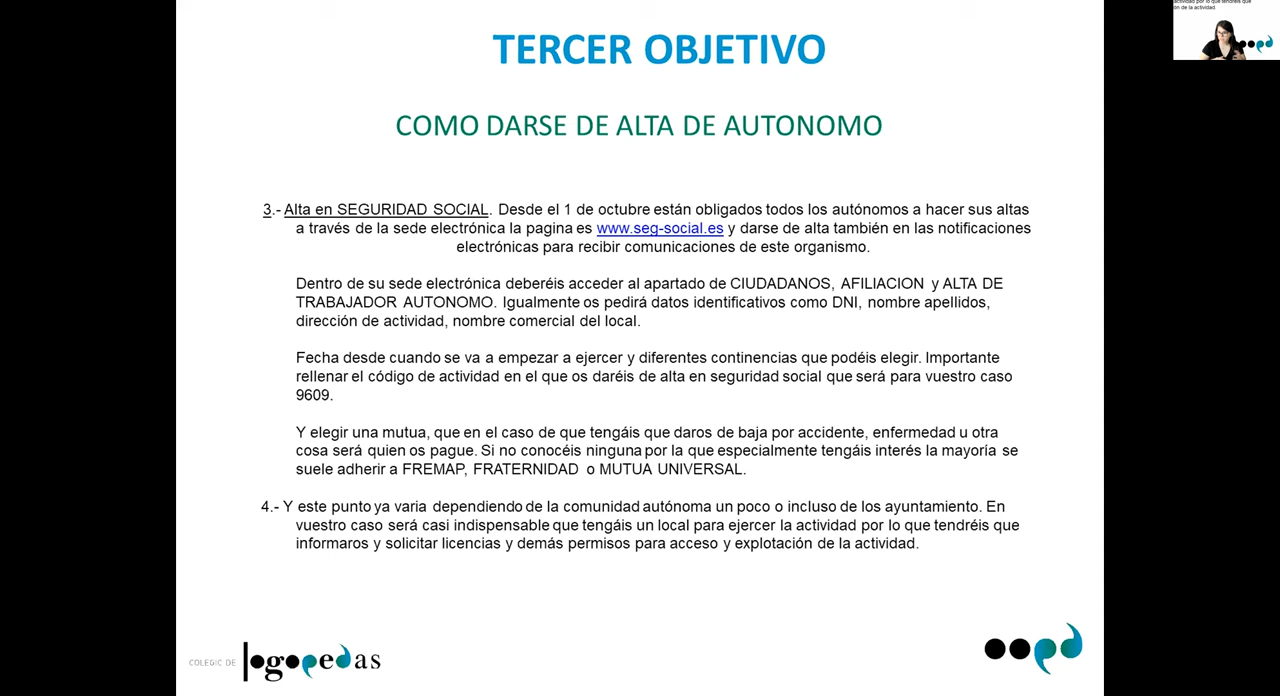 actividad por lo que tendréis que
ón de la actividad.
TERCER OBJETIVO
COMO DARSE DE ALTA DE AUTONOMO
3.- Alta en SEGURIDAD SOCIAL. Desde el 1 de octubre están obligados todos los autónomos a hacer sus altas
a través de la sede electrónica la pagina es www.seg-social.es y darse de alta también en las notificaciones
electrónicas para recibir comunicaciones de este organismo.
Dentro de su sede electrónica deberéis acceder al apartado de CIUDADANOS, AFILIACION y ALTA DE
TRABAJADOR AUTONOMO. Igualmente os pedirá datos identificativos como DNI, nombre apellidos,
dirección de actividad, nombre comercial del local.
Fecha desde cuando se va a empezar a ejercer y diferentes continencias que podéis elegir. Importante
rellenar el código de actividad en el que os daréis de alta en seguridad social que será para vuestro caso
9609.
Y elegir una mutua, que en el caso de que tengáis que daros de baja por accidente, enfermedad u otra
cosa será quien os pague. Si no conocéis ninguna por la que especialmente tengáis interés la mayoría se
suele adherir a FREMAP, FRATERNIDAD o MUTUA UNIVERSAL.
4.- Y este punto ya varia dependiendo de la comunidad autónoma un poco o incluso de los ayuntamiento. En
vuestro caso será casi indispensable que tengáis un local para ejercer la actividad por lo que tendréis que
informaros y solicitar licencias y demás permisos para acceso y explotación de la actividad.
COLEGIC DE logopedas